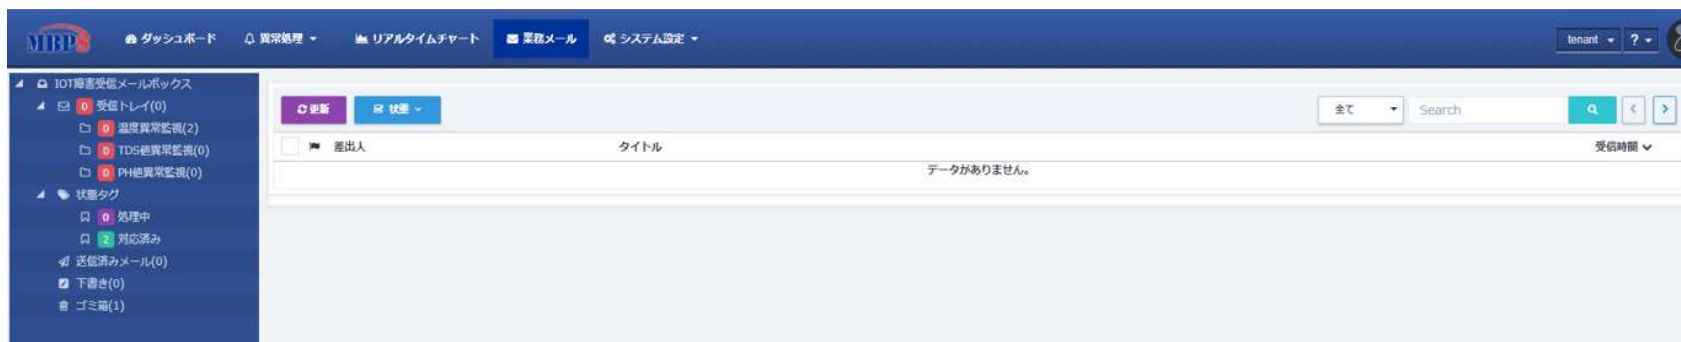 MBPS ダッシュボード 異常処理 リアルタイムチャート 業務メール システム設定 tenant ?
IOT障害受信メールボックス
0 受信トレイ(0)
0 温度異常監視(2)
0 TDS値異常監視(0)
0 PH値異常監視(0)
状態タグ
0 処理中
2 対応済み
送信済みメール(0)
下書き(0)
ゴミ箱(1)
更新 状態 全て Search
差出人 タイトル 受信時間
データがありません。